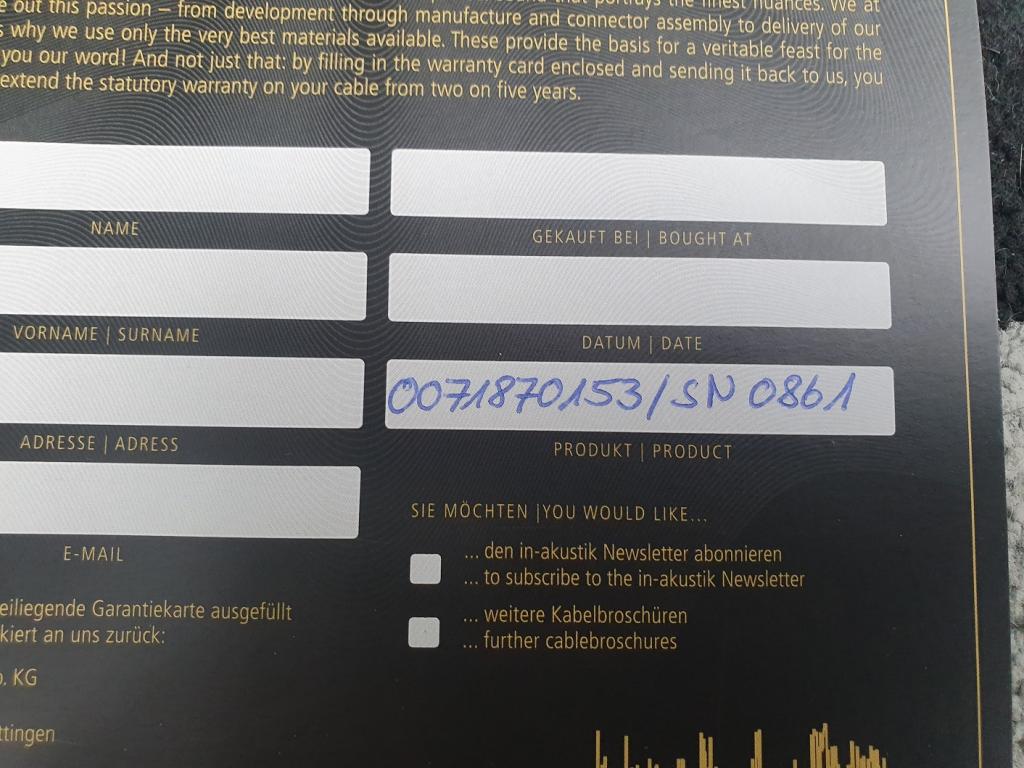 out this passion – from development through manufacture and connector assembly to delivery of our
why we use only the very best materials available. These provide the basis for a veritable feast for the
you our word! And not just that: by filling in the warranty card enclosed and sending it back to us, you
extend the statutory warranty on your cable from two on five years.
NAME
GEKAUFT BEI | BOUGHT AT
VORNAME | SURNAME
DATUM | DATE
0071870153/SN 0861
ADRESSE | ADRESS
PRODUKT | PRODUCT
SIE MÖCHTEN |YOU WOULD LIKE...
E-MAIL
... den in-akustik Newsletter abonnieren
... to subscribe to the in-akustik Newsletter
... weitere Kabelbroschüren
... further cablebroschures
eiliegende Garantiekarte ausgefüllt
kiert an uns zurück:
KG
ttingen